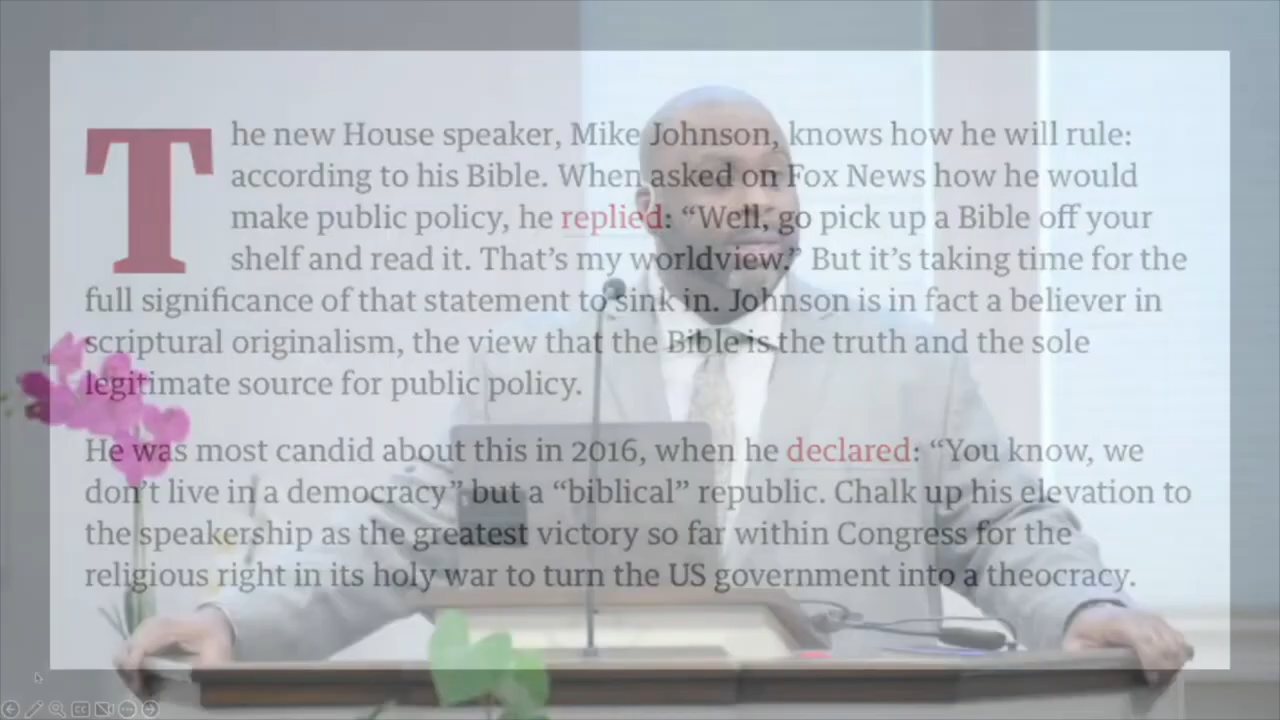 The new House speaker, Mike Johnson, knows how he will rule:
according to his Bible. When asked on Fox News how he would
make public policy, he replied: “Well, go pick up a Bible off your
shelf and read it. That’s my worldview.” But it’s taking time for the
full significance of that statement to sink in. Johnson is in fact a believer in
scriptural originalism, the view that the Bible is the truth and the sole
legitimate source for public policy.
He was most candid about this in 2016, when he declared: “You know, we
don’t live in a democracy” but a “biblical” republic. Chalk up his elevation to
the speakership as the greatest victory so far within Congress for the
religious right in its holy war to turn the US government into a theocracy.